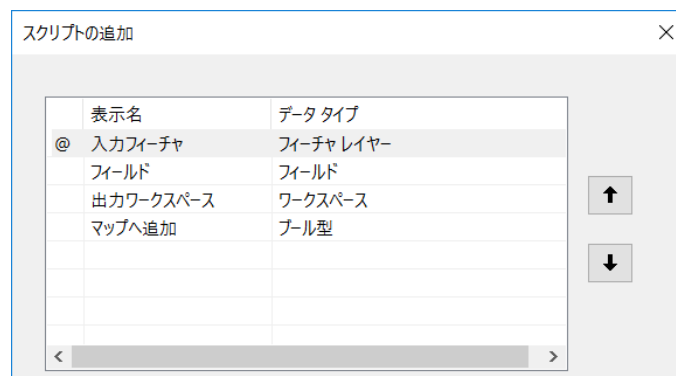 スクリプトの追加
表示名 データ タイプ
@ 入力フィーチャ フィーチャ レイヤー
フィールド フィールド
出力ワークスペース ワークスペース
マップへ追加 ブール型